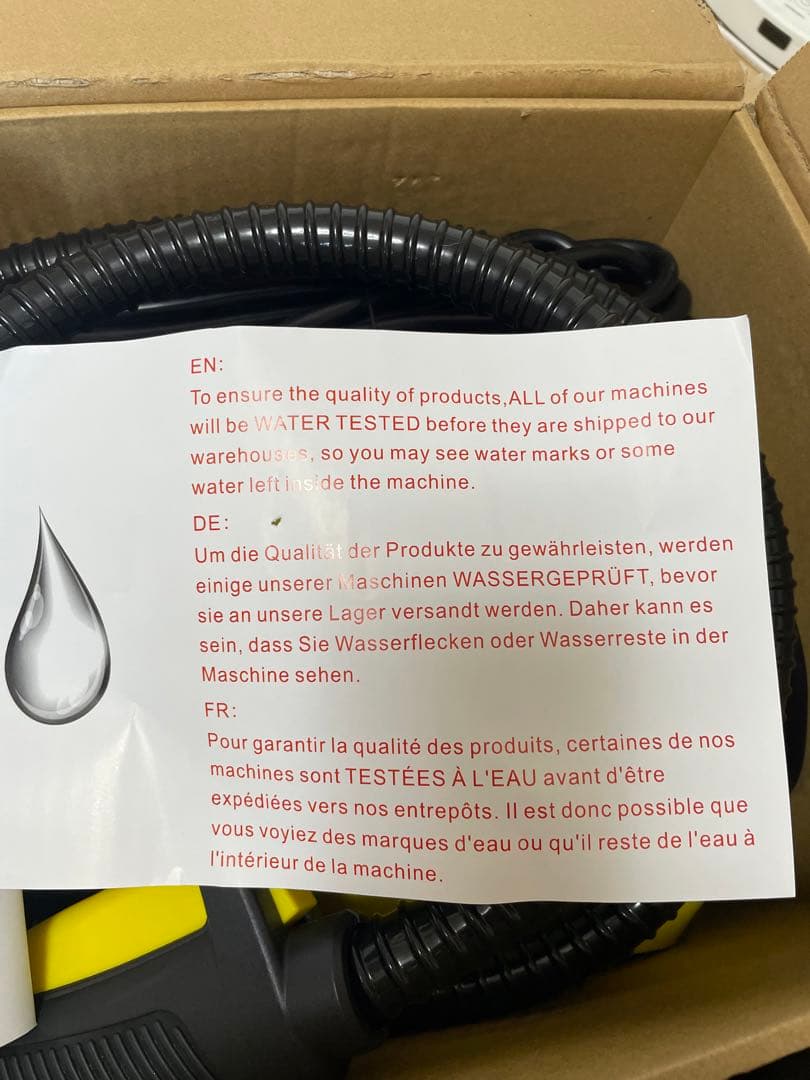 EN:
To ensure the quality of products,ALL of our machines
will be WATER TESTED before they are shipped to our
warehouses, so you may see water marks or some
water left inside the machine.
DE:
Um die Qualität der Produkte zu gewährleisten, werden
einige unserer Maschinen WASSERGEPRÜFT, bevor
sie an unsere Lager versandt werden. Daher kann es
sein, dass Sie Wasserflecken oder Wasserreste in der
Maschine sehen.
FR:
Pour garantir la qualité des produits, certaines de nos
machines sont TESTÉES À L'EAU avant d'être
expédiées vers nos entrepôts. Il est donc possible que
vous voyiez des marques d'eau ou qu'il reste de l'eau à
l'intérieur de la machine.